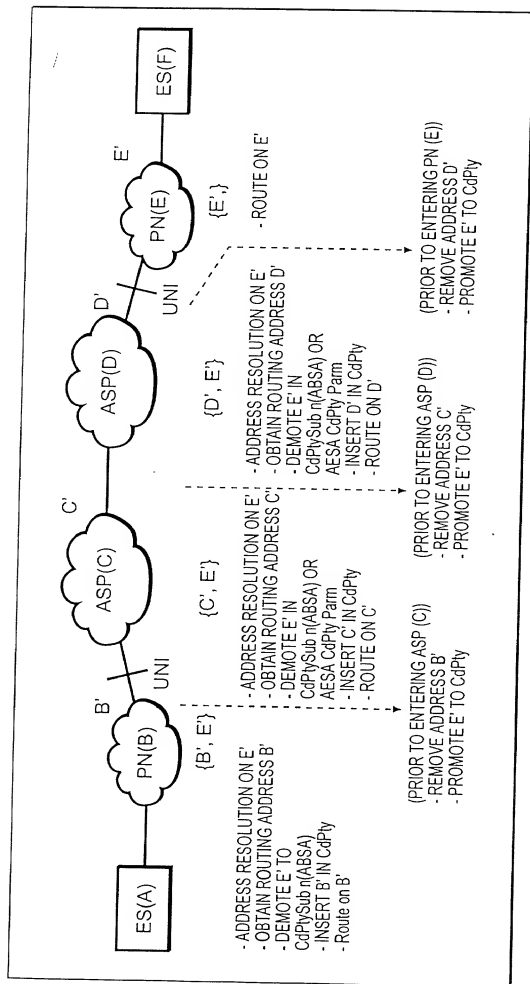 ES(A)
PN(B)
B'
UNI
ASP(C)
C'
ASP(D)
D'
UNI
PN(E)
E'
ES(F)
{B', E'}
{C', E'}
{D', E'}
{E',}
- ADDRESS RESOLUTION ON E'
- OBTAIN ROUTING ADDRESS B'
- DEMOTE E' TO
CdPtySub n(ABSA)
- INSERT B' IN CdPty
- Route on B'
- ADDRESS RESOLUTION ON E'
- OBTAIN ROUTING ADDRESS C'
- DEMOTE E' IN
CdPtySub n(ABSA) OR
AESA CdPty Parm
- INSERT C' IN CdPty
- ROUTE ON C'
- ADDRESS RESOLUTION ON E'
- OBTAIN ROUTING ADDRESS D'
- DEMOTE E' IN
CdPtySub n(ABSA) OR
AESA CdPty Parm
- INSERT D' IN CdPty
- ROUTE ON D'
- ROUTE ON E'
(PRIOR TO ENTERING ASP (C))
- REMOVE ADDRESS B'
- PROMOTE E' TO CdPty
(PRIOR TO ENTERING ASP (D))
- REMOVE ADDRESS C'
- PROMOTE E' TO CdPty
(PRIOR TO ENTERING PN (E))
- REMOVE ADDRESS D'
- PROMOTE E' TO CdPty